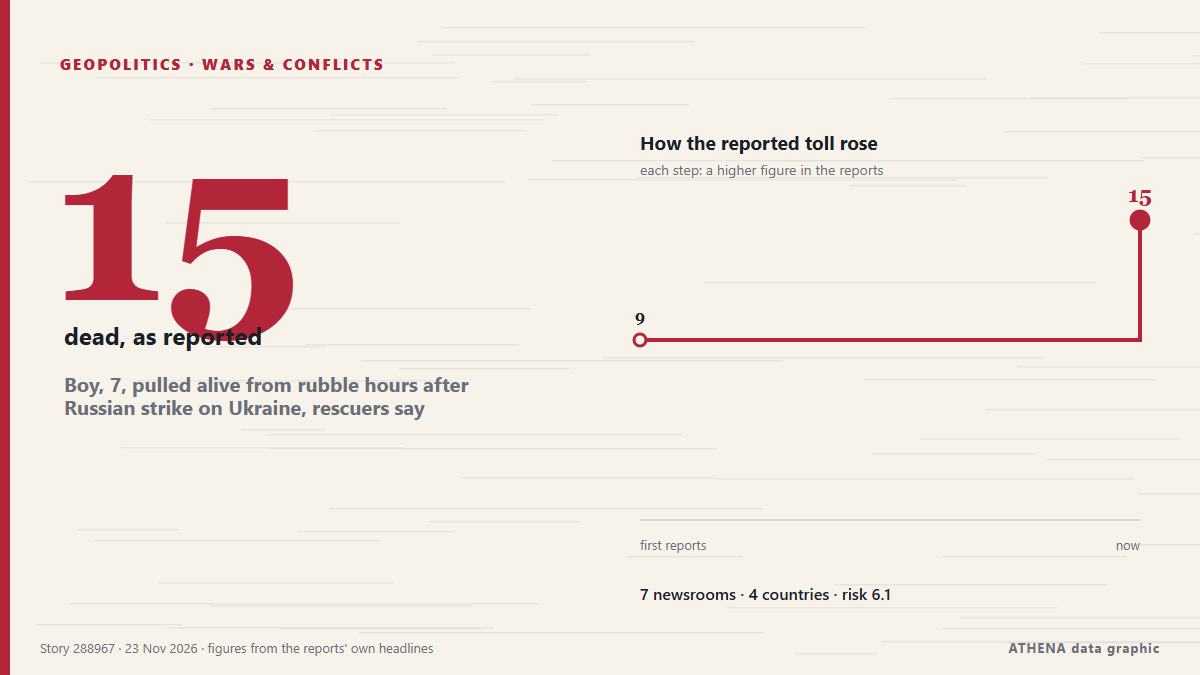 GEOPOLITICS · WARS & CONFLICTS
15
dead, as reported
Boy, 7, pulled alive from rubble hours after
Russian strike on Ukraine, rescuers say
How the reported toll rose
each step: a higher figure in the reports
15
9
first reports
now
7 newsrooms · 4 countries · risk 6.1
Story 288967 · 23 Nov 2026 · figures from the reports' own headlines
ATHENA data graphic